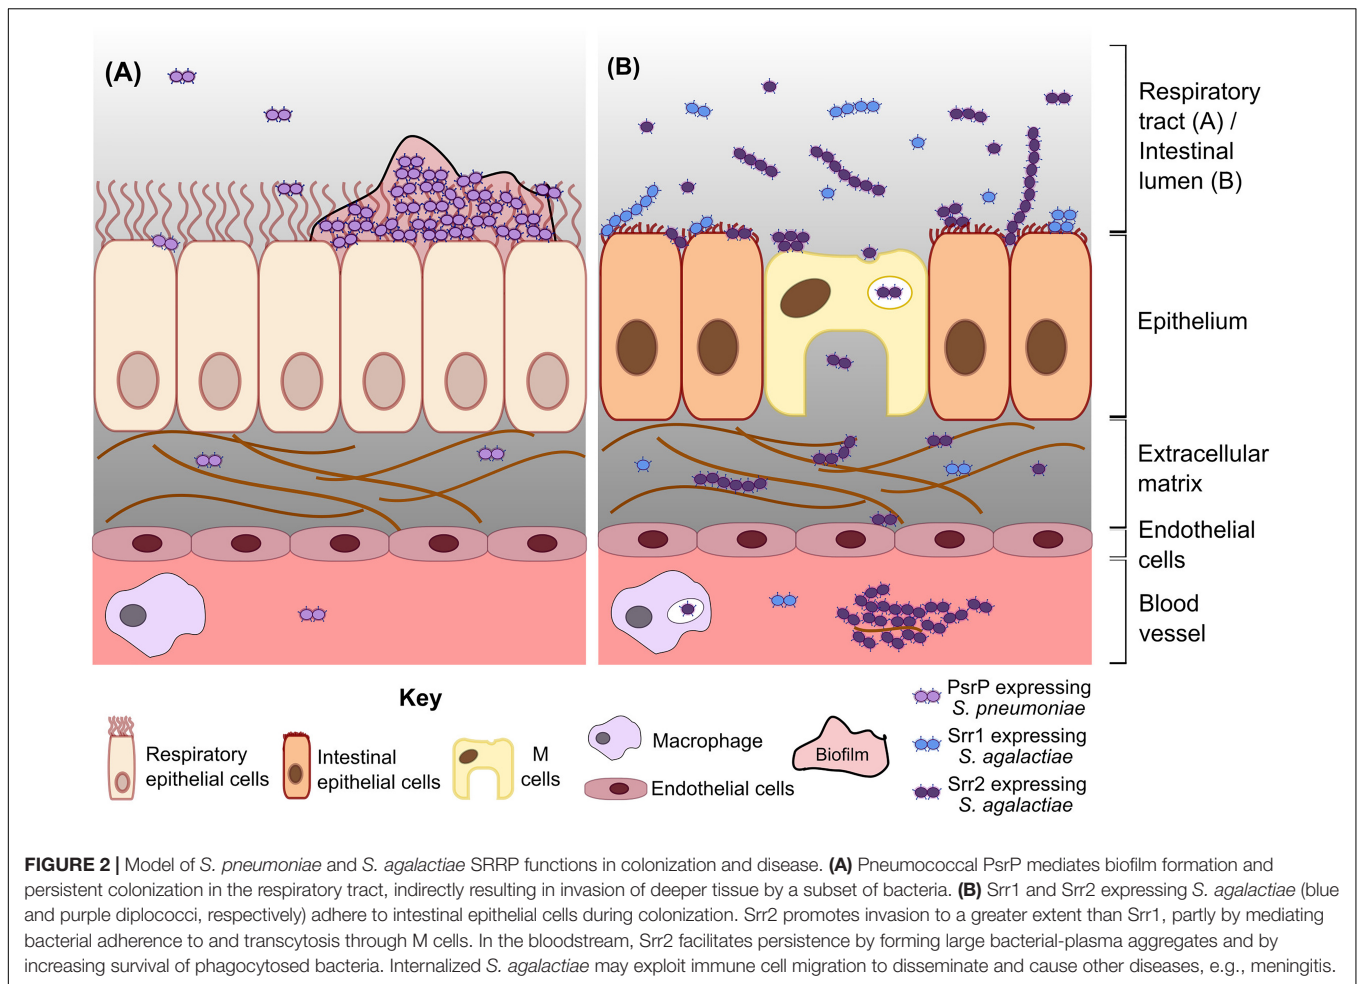 (A)
(B)
Respiratory
tract (A) /
Intestinal
lumen (B)
Epithelium
Extracellular
matrix
Endothelial
cells
Blood
vessel
Key
Respiratory
epithelial cells
Intestinal
epithelial cells
M
cells
Macrophage
Endothelial cells
Biofilm
PsrP expressing
S. pneumoniae
Srr1 expressing
S. agalactiae
Srr2 expressing
S. agalactiae
FIGURE 2 | Model of S. pneumoniae and S. agalactiae SRRP functions in colonization and disease. (A) Pneumococcal PsrP mediates biofilm formation and
persistent colonization in the respiratory tract, indirectly resulting in invasion of deeper tissue by a subset of bacteria. (B) Srr1 and Srr2 expressing S. agalactiae (blue
and purple diplococci, respectively) adhere to intestinal epithelial cells during colonization. Srr2 promotes invasion to a greater extent than Srr1, partly by mediating
bacterial adherence to and transcytosis through M cells. In the bloodstream, Srr2 facilitates persistence by forming large bacterial-plasma aggregates and by
increasing survival of phagocytosed bacteria. Internalized S. agalactiae may exploit immune cell migration to disseminate and cause other diseases, e.g., meningitis.